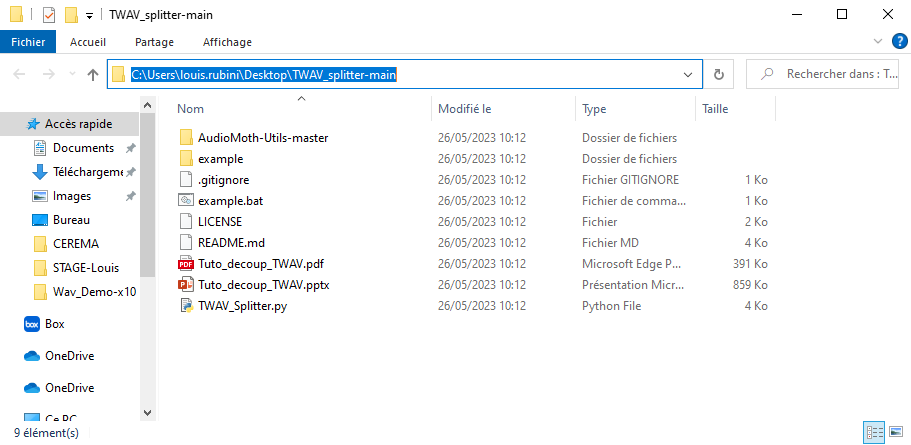 TWAV_splitter-main
Fichier Accueil Partage Affichage
C:\Users\louis.rubini\Desktop\TWAV_splitter-main
Rechercher dans : T...
Accès rapide
Documents
Téléchargeme
Images
Bureau
CEREMA
STAGE-Louis
Wav_Demo-x10
Box
OneDrive
OneDrive
Ce PC
Nom Modifié le Type Taille
AudioMoth-Utils-master 26/05/2023 10:12 Dossier de fichiers
example 26/05/2023 10:12 Dossier de fichiers
.gitignore 26/05/2023 10:12 Fichier GITIGNORE 1 Ko
example.bat 26/05/2023 10:12 Fichier de comma... 1 Ko
LICENSE 26/05/2023 10:12 Fichier 2 Ko
README.md 26/05/2023 10:12 Fichier MD 4 Ko
Tuto_decoup_TWAV.pdf 26/05/2023 10:12 Microsoft Edge P... 391 Ko
Tuto_decoup_TWAV.pptx 26/05/2023 10:12 Présentation Micr... 859 Ko
TWAV_Splitter.py 26/05/2023 10:12 Python File 4 Ko
9 élément(s)